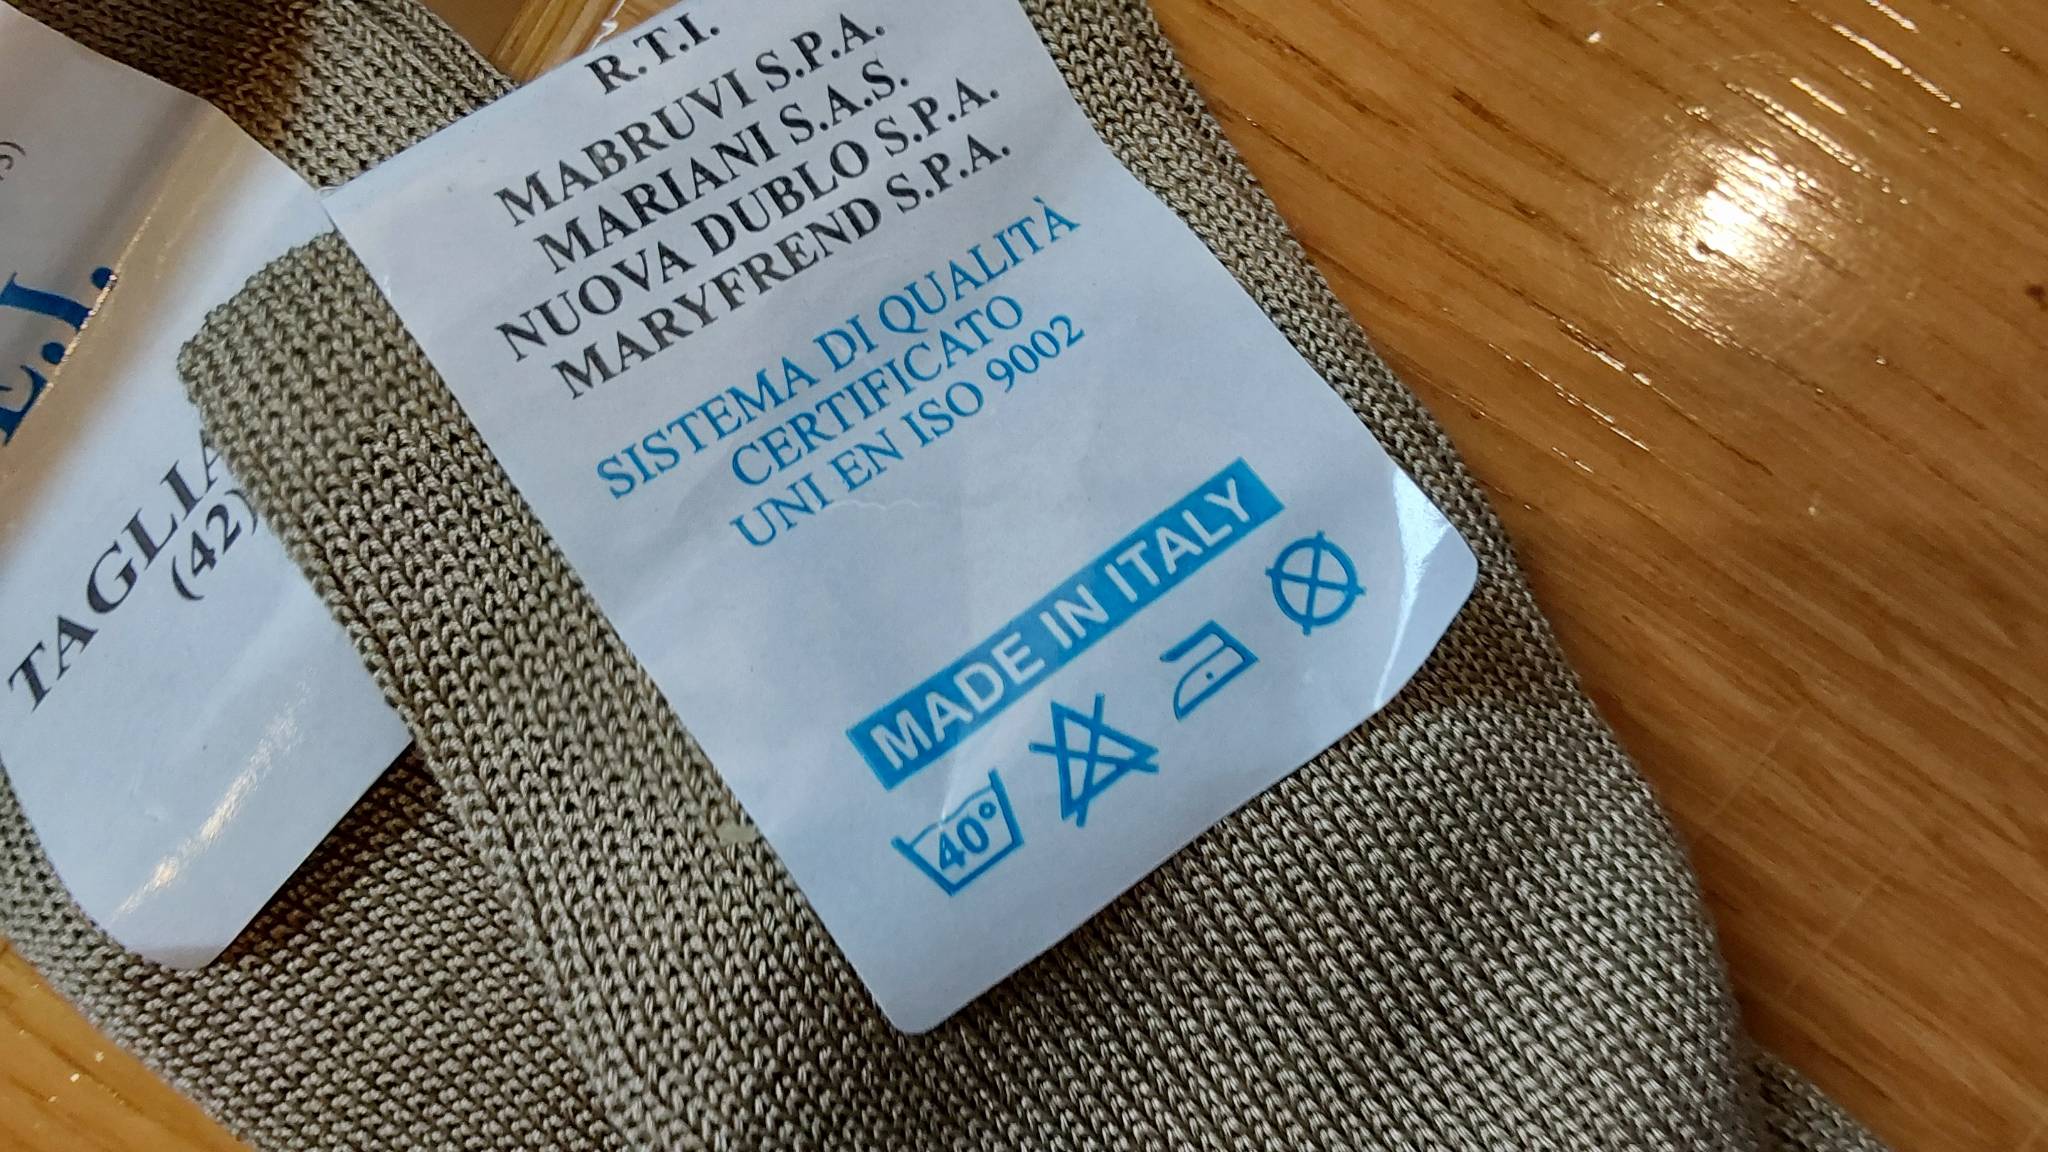 R.T.I.
MABRUVI S.P.A.
MARIANI S.A.S.
NUOVA DUBLO S.P.A.
MARYFREND S.P.A.
SISTEMA DI QUALITÀ
CERTIFICATO
UNI EN ISO 9002
MADE IN ITALY
40°
E.I.
TAGLIA
(42)